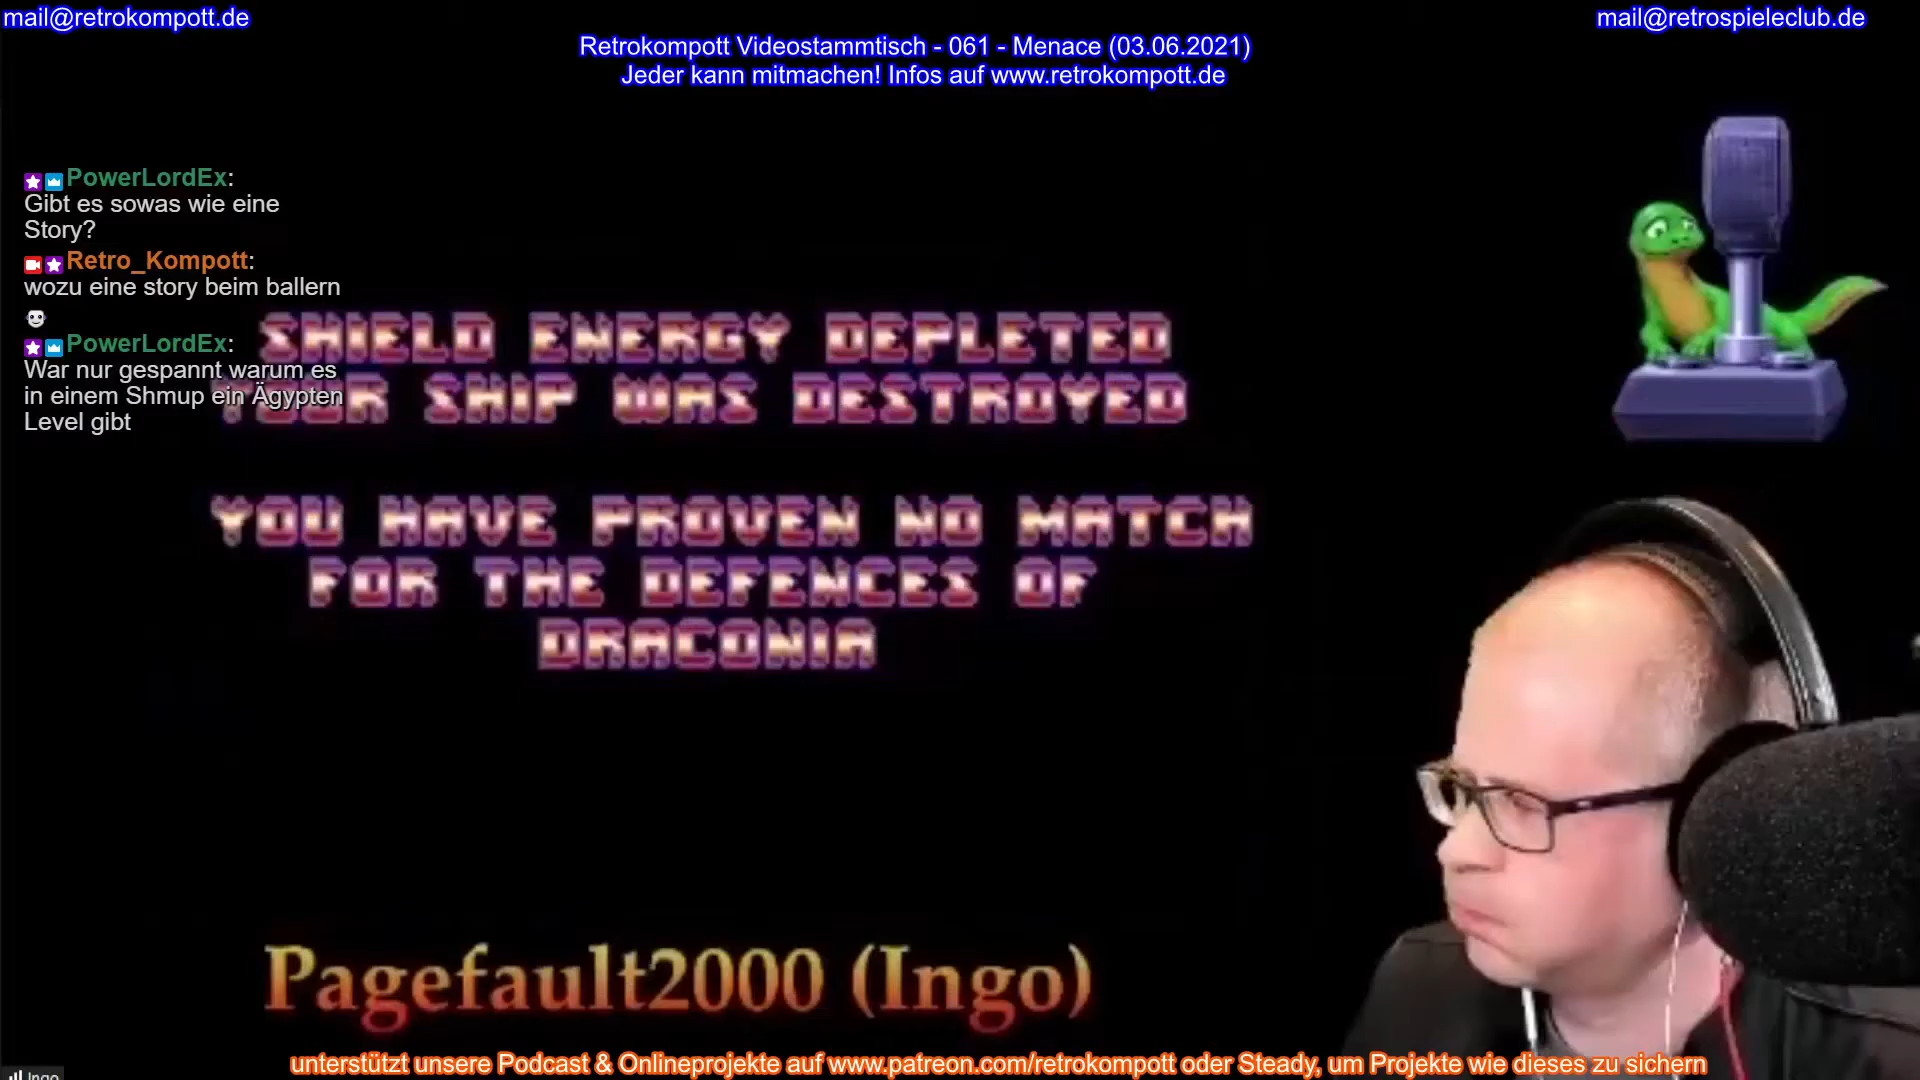 mail@retrokompott.de
mail@retrospieleclub.de
Retrokompott Videostammtisch - 061 - Menace (03.06.2021)
Jeder kann mitmachen! Infos auf www.retrokompott.de
PowerLordEx:
Gibt es sowas wie eine
Story?
Retro_Kompott:
wozu eine story beim ballern
PowerLordEx:
War nur gespannt warum es
in einem Shmup ein Ägypten
Level gibt
SHIELD ENERGY DEPLETED
YOUR SHIP WAS DESTROYED
YOU HAVE PROVEN NO MATCH
FOR THE DEFENCES OF
DRACONIA
Pagefault2000 (Ingo)
unterstützt unsere Podcast & Onlineprojekte auf www.patreon.com/retrokompott oder Steady, um Projekte wie dieses zu sichern
Ingo